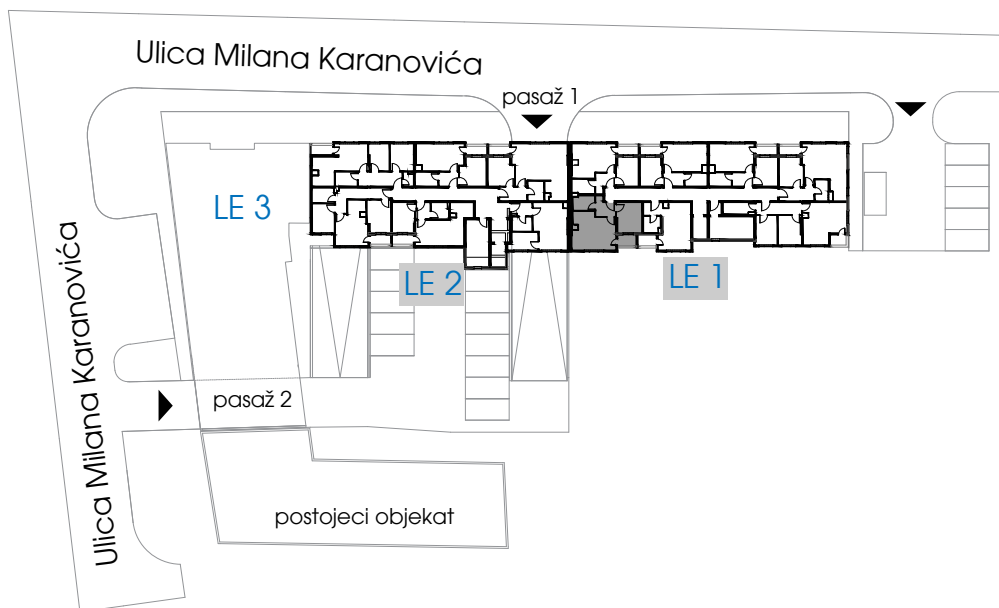 Ulica Milana Karanovića
pasaž 1
LE 3
LE 2
LE 1
Ulica Milana Karanovića
pasaž 2
postojeci objekat